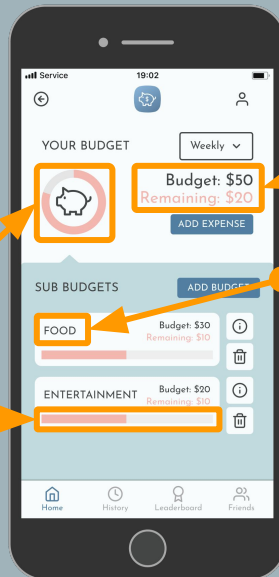 Service 19:02
YOUR BUDGET
Weekly
Budget: $50
Remaining: $20
ADD EXPENSE
SUB BUDGETS
ADD BUDGET
FOOD
Budget: $30
Remaining: $10
ENTERTAINMENT
Budget: $20
Remaining: $10
Home History Leaderboard Friends